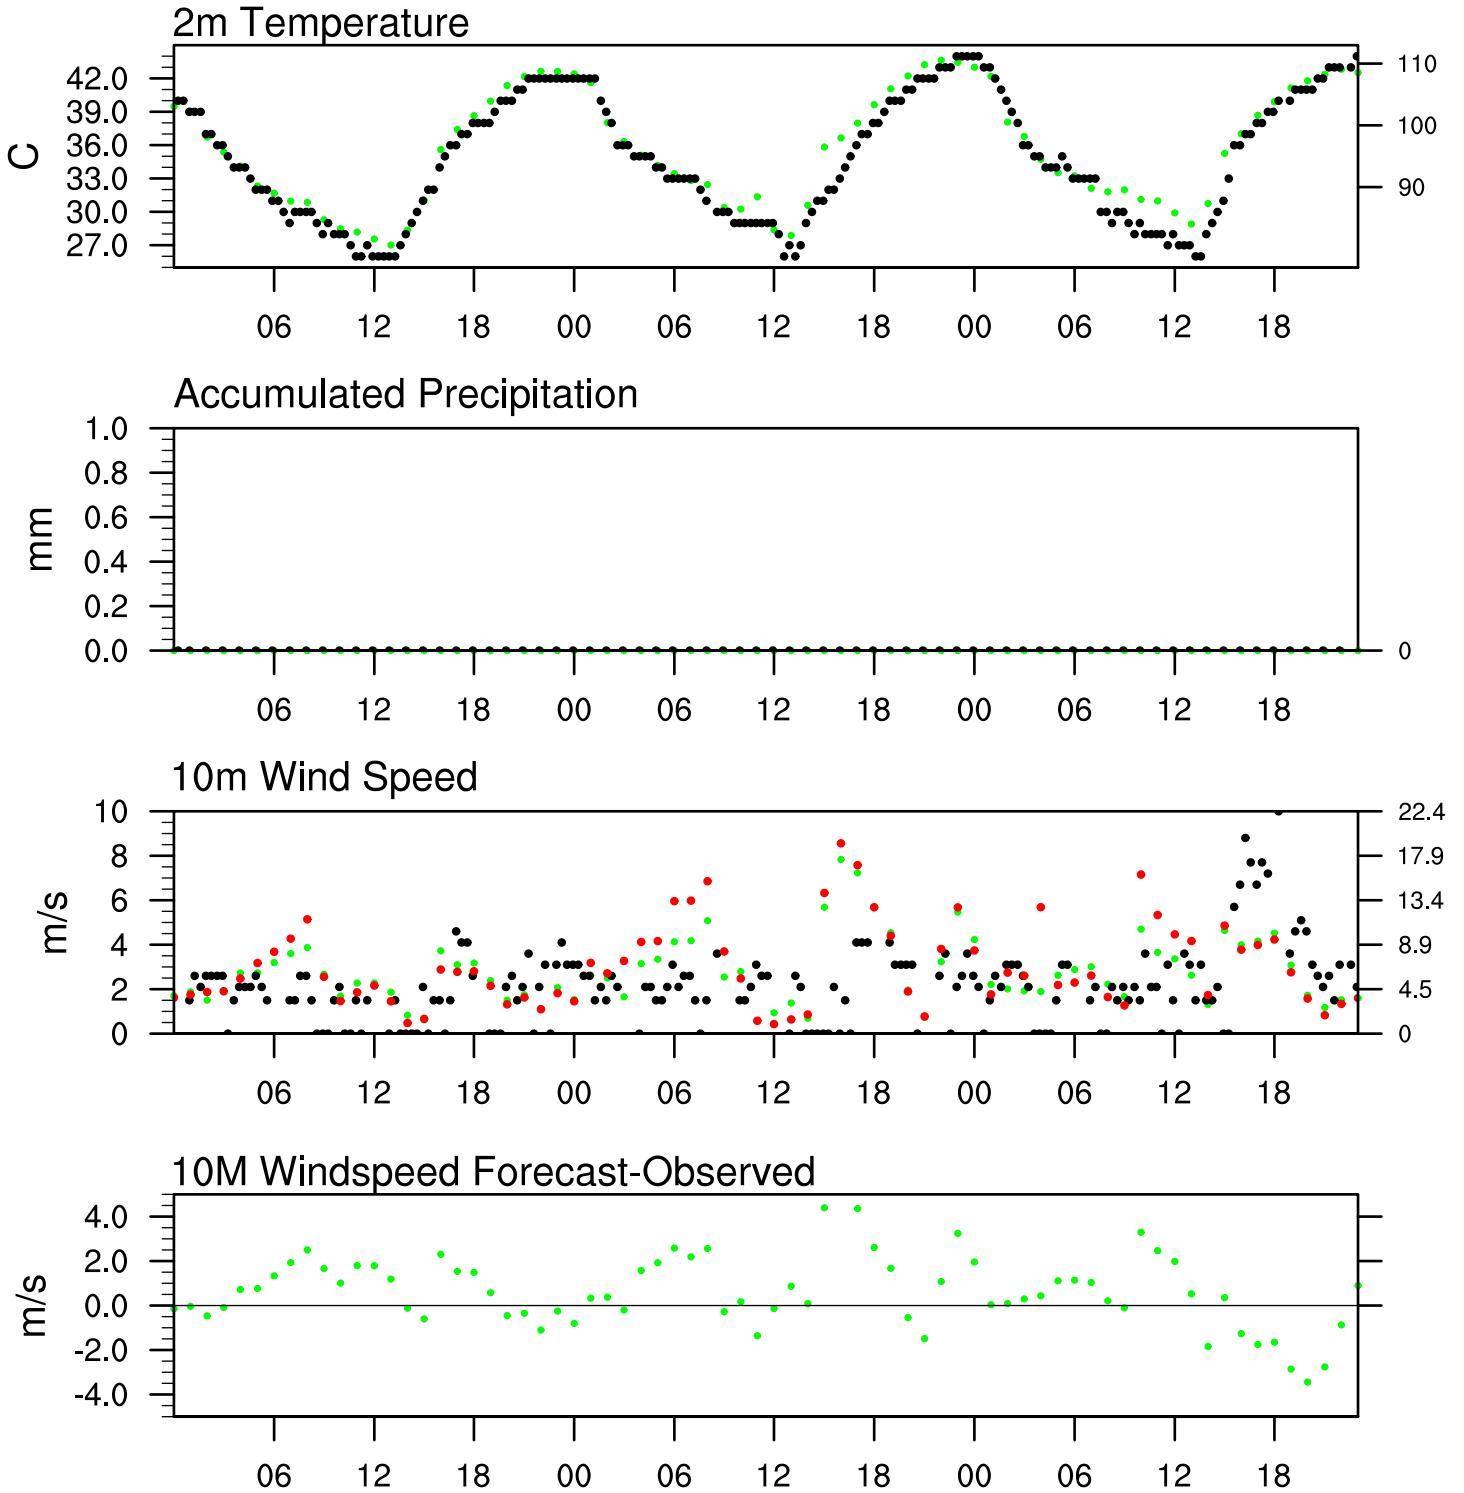 2m Temperature
42.0
39.0
36.0
33.0
30.0
27.0
C
110
100
90
06 12 18 00 06 12 18 00 06 12 18
Accumulated Precipitation
1.0
0.8
0.6
0.4
0.2
0.0
mm
0
06 12 18 00 06 12 18 00 06 12 18
10m Wind Speed
10
8
6
4
2
0
m/s
22.4
17.9
13.4
8.9
4.5
0
06 12 18 00 06 12 18 00 06 12 18
10M Windspeed Forecast-Observed
4.0
2.0
0.0
-2.0
-4.0
m/s
06 12 18 00 06 12 18 00 06 12 18